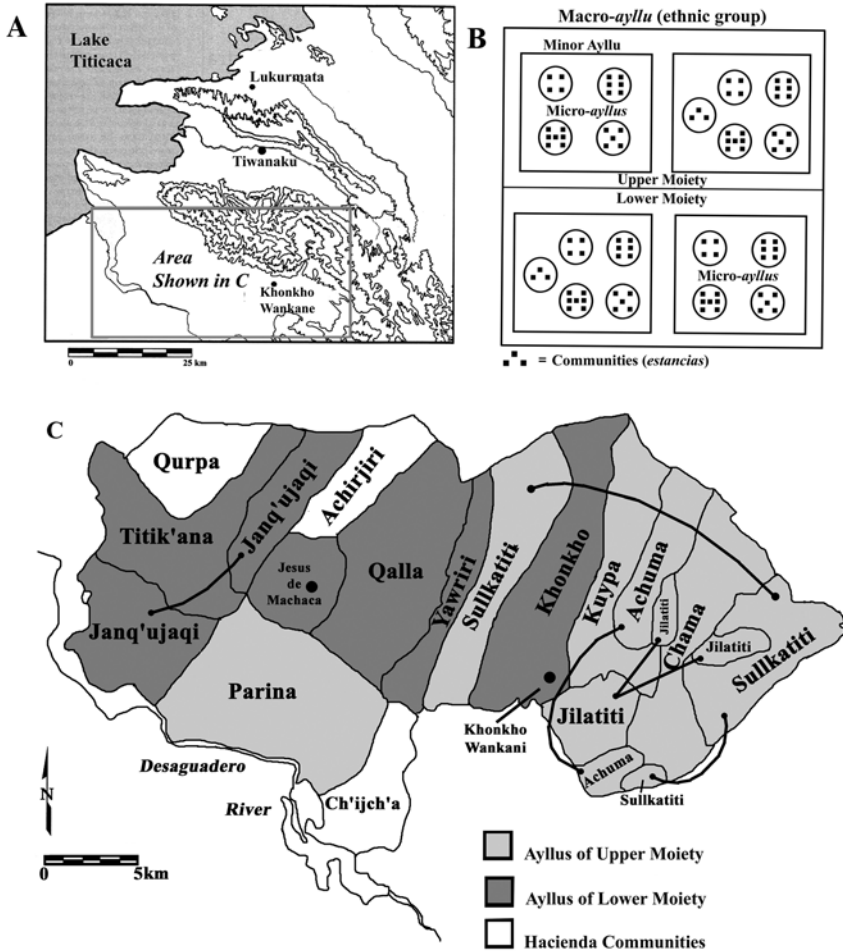 A
Lake
Titicaca
Lukurmata
Tiwanaku
Area
Shown in C
Khonkho
Wankane
0
25 km
Macro-ayllu (ethnic group)
B
Minor Ayllu
Micro-ayllus
Upper Moiety
Lower Moiety
Micro-ayllus
= Communities (estancias)
C
Qurpa
Titik'ana
Janq'ujaqi
Achirjiri
Jesus
de
Machaca
Qalla
Yawriri
Sullkatiti
Khonkho
Kuypa
Achuma
Jilatiti
Chama
Jilatiti
Sullkatiti
Janq'ujaqi
Parina
Khonkho
Wankani
Jilatiti
Achuma
Sullkatiti
Desaguadero
River
Ch'ijch'a
N
0
5km
Ayllus of Upper Moiety
Ayllus of Lower Moiety
Hacienda Communities